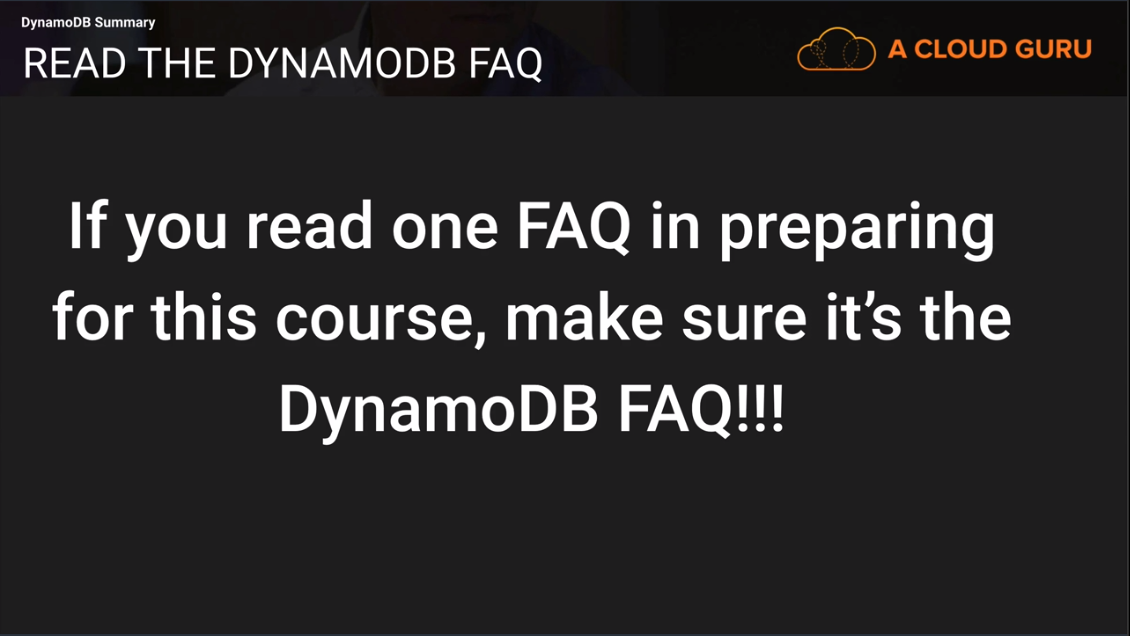 DynamoDB Summary
READ THE DYNAMODB FAQ
A CLOUD GURU
If you read one FAQ in preparing
for this course, make sure it’s the
DynamoDB FAQ!!!